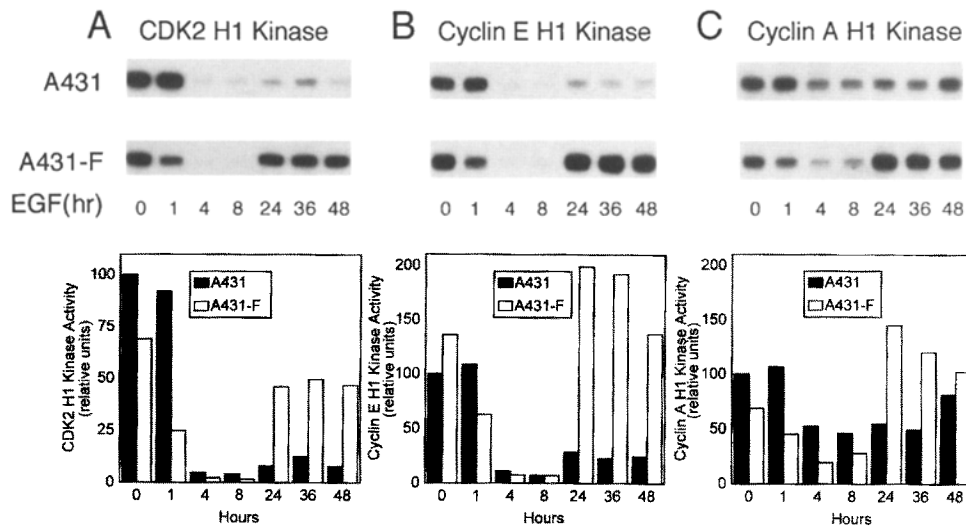 A CDK2 H1 Kinase
B Cyclin E H1 Kinase
C Cyclin A H1 Kinase
A431
A431-F
EGF(hr)
0 1 4 8 24 36 48
0 1 4 8 24 36 48
0 1 4 8 24 36 48
CDK2 H1 Kinase Activity
(relative units)
100
75
50
25
0
A431
A431-F
0 1 4 8 24 36 48
Hours
Cyclin E H1 Kinase Activity
(relative units)
200
150
100
50
0
A431
A431-F
0 1 4 8 24 36 48
Hours
Cyclin A H1 Kinase Activity
(relative units)
200
150
100
50
0
A431
A431-F
0 1 4 8 24 36 48
Hours